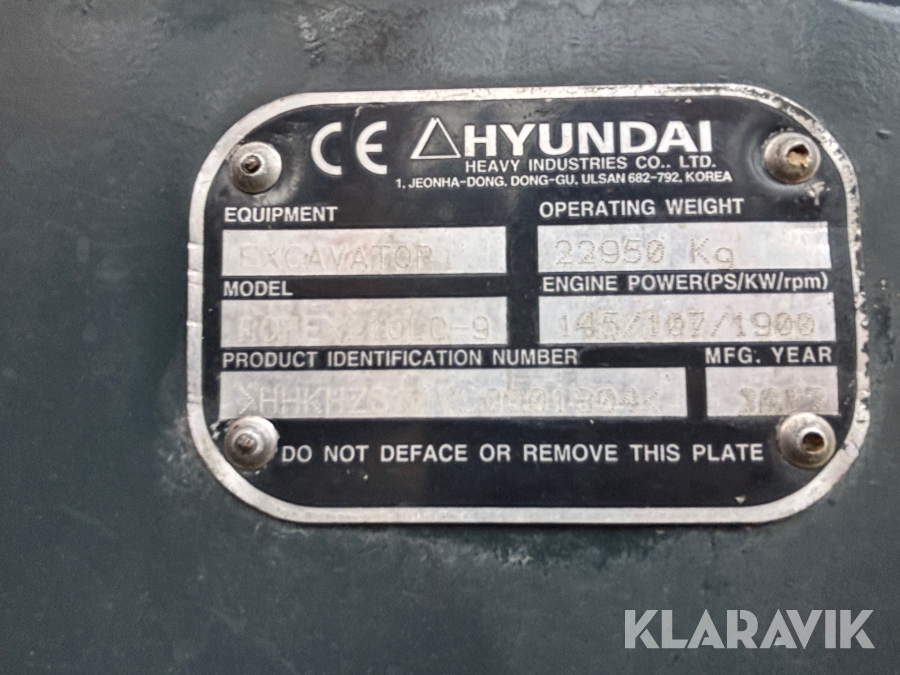 CE HYUNDAI
HEAVY INDUSTRIES CO., LTD.
1, JEONHA-DONG, DONG-GU, ULSAN 682-792, KOREA
EQUIPMENT
OPERATING WEIGHT
EXCAVATOR
22950 Kg
MODEL
ENGINE POWER(PS/KW/rpm)
145/107/1900
PRODUCT IDENTIFICATION NUMBER
MFG. YEAR
DO NOT DEFACE OR REMOVE THIS PLATE
KLARAVIK